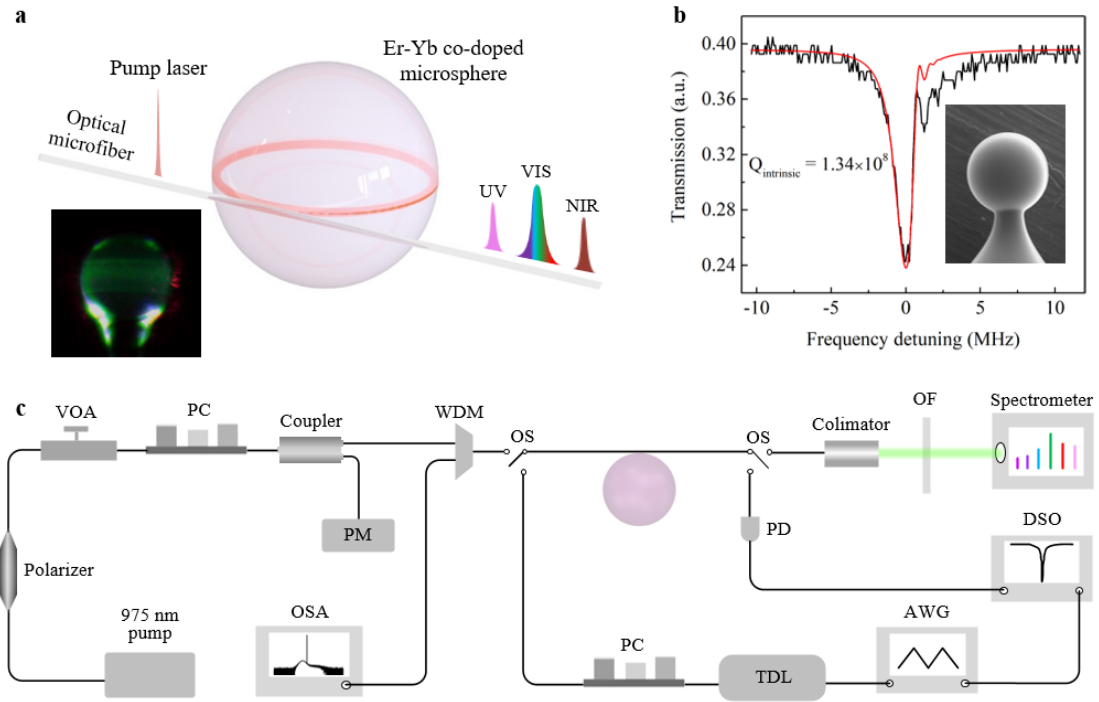 a
Pump laser
Er-Yb co-doped
microsphere
Optical
microfiber
UV
VIS
NIR
b
0.40
0.36
0.32
0.28
0.24
Transmission (a.u.)
Qintrinsic = 1.34×10^8
-10
-5
0
5
10
Frequency detuning (MHz)
c
VOA
PC
Coupler
WDM
OS
OS
Colimator
OF
Spectrometer
PM
PD
DSO
Polarizer
975 nm
pump
OSA
PC
TDL
AWG